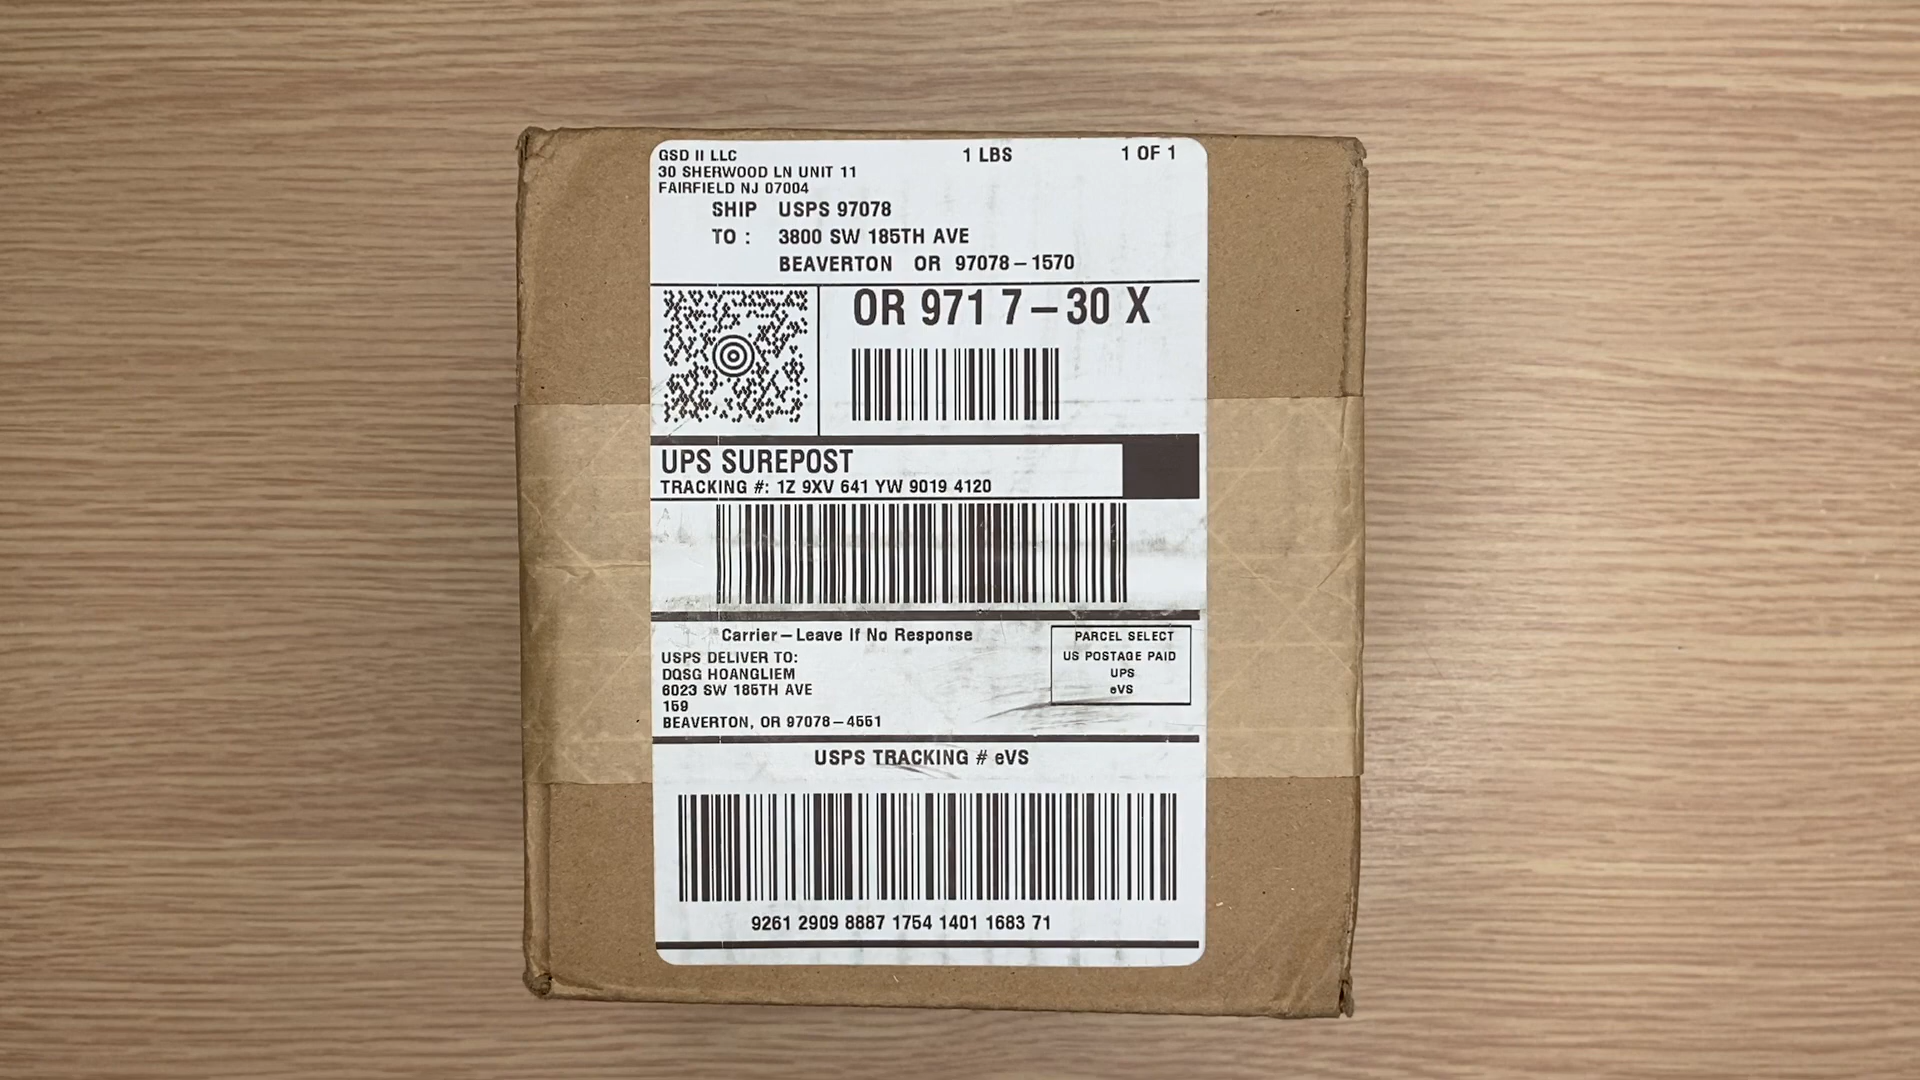 GSD II LLC 1 LBS 1 OF 1
30 SHERWOOD LN UNIT 11
FAIRFIELD NJ 07004
SHIP USPS 97078
TO : 3800 SW 185TH AVE
BEAVERTON OR 97078-1570
OR 971 7-30 X
UPS SUREPOST
TRACKING #: 1Z 9XV 641 YW 9019 4120
Carrier-Leave If No Response
PARCEL SELECT
US POSTAGE PAID
UPS
eVS
USPS DELIVER TO:
DQSG HOANGLIEM
6023 SW 185TH AVE
159
BEAVERTON, OR 97078-4551
USPS TRACKING # eVS
9261 2909 8887 1754 1401 1683 71